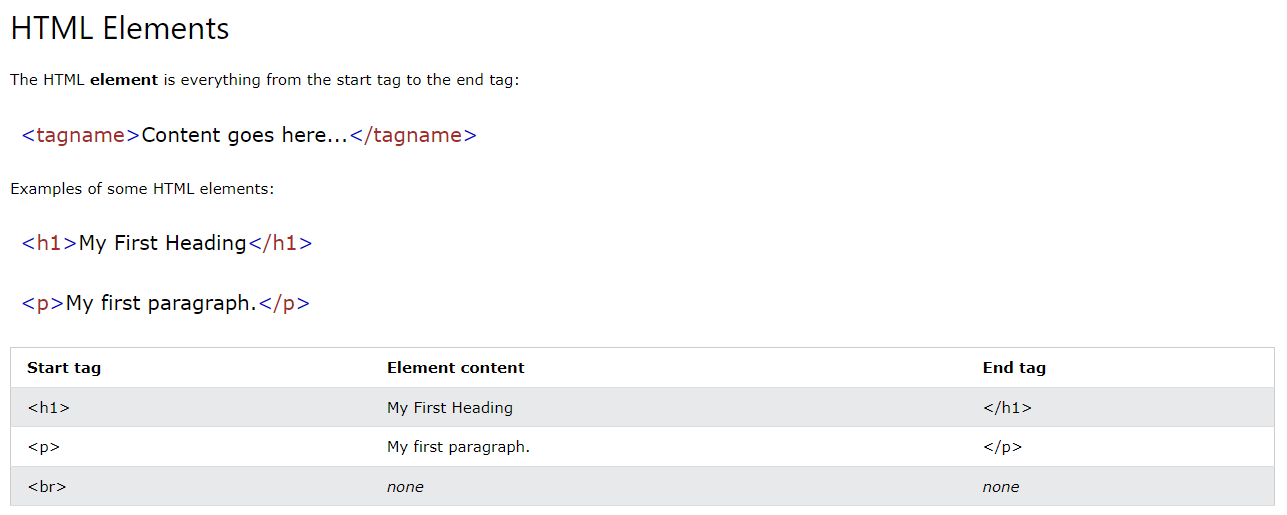 HTML Elements
The HTML element is everything from the start tag to the end tag:
<tagname>Content goes here...</tagname>
Examples of some HTML elements:
<h1>My First Heading</h1>
<p>My first paragraph.</p>
Start tag Element content End tag
<h1> My First Heading </h1>
<p> My first paragraph. </p>
<br> none none